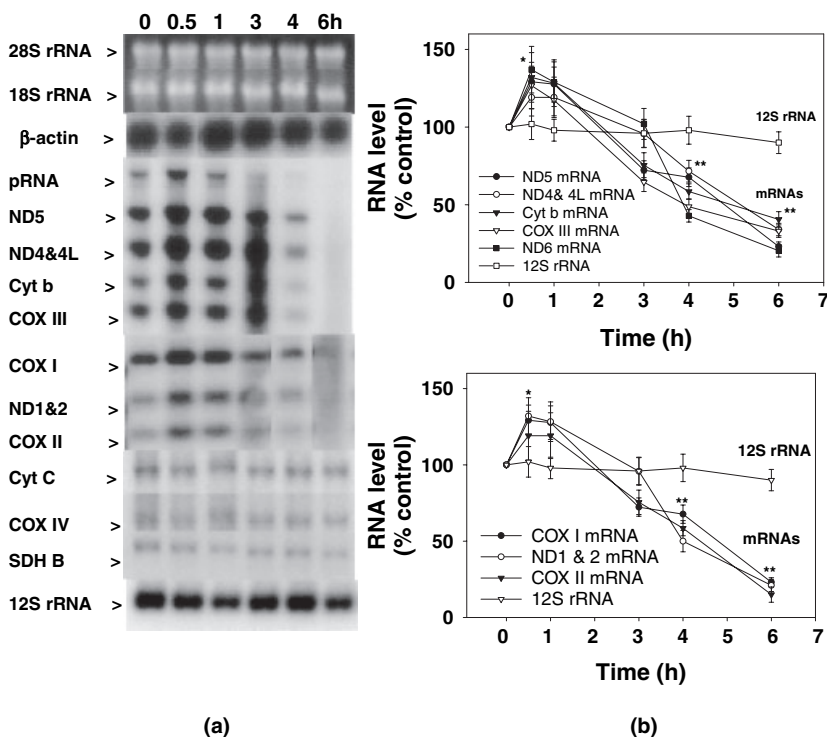 0 0.5 1 3 4 6h
28S rRNA >
18S rRNA >
β-actin >
pRNA >
ND5 >
ND4&4L >
Cyt b >
COX III >
COX I >
ND1&2 >
COX II >
Cyt C >
COX IV >
SDH B >
12S rRNA >
(a)
RNA level
(% control)
150
100
50
0
*
**
**
12S rRNA
mRNAs
ND5 mRNA
ND4& 4L mRNA
Cyt b mRNA
COX III mRNA
ND6 mRNA
12S rRNA
0 1 2 3 4 5 6 7
Time (h)
RNA level
(% control)
150
100
50
0
*
**
**
12S rRNA
mRNAs
COX I mRNA
ND1 & 2 mRNA
COX II mRNA
12S rRNA
0 1 2 3 4 5 6 7
Time (h)
(b)